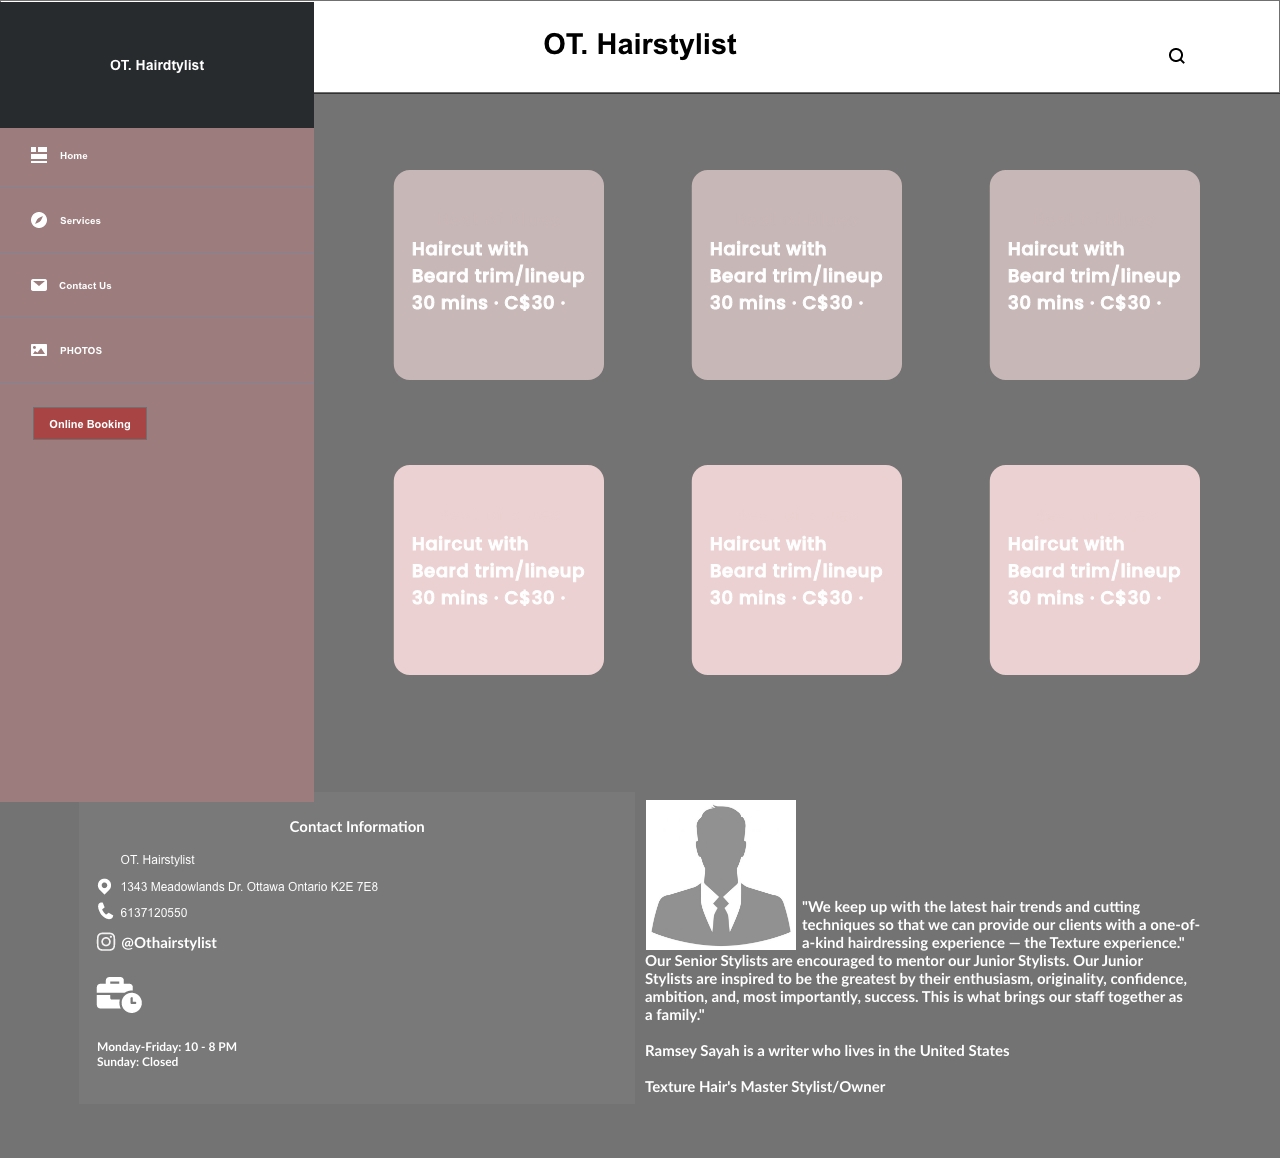 OT. Hairdtylist
OT. Hairstylist
Home
Services
Contact Us
PHOTOS
Online Booking
Haircut with
Beard trim/lineup
30 mins · C$30 ·
Haircut with
Beard trim/lineup
30 mins · C$30 ·
Haircut with
Beard trim/lineup
30 mins · C$30 ·
Haircut with
Beard trim/lineup
30 mins · C$30 ·
Haircut with
Beard trim/lineup
30 mins · C$30 ·
Haircut with
Beard trim/lineup
30 mins · C$30 ·
Contact Information
OT. Hairstylist
1343 Meadowlands Dr. Ottawa Ontario K2E 7E8
6137120550
@Othairstylist
Monday-Friday: 10 - 8 PM
Sunday: Closed
"We keep up with the latest hair trends and cutting
techniques so that we can provide our clients with a one-of-
a-kind hairdressing experience — the Texture experience."
Our Senior Stylists are encouraged to mentor our Junior Stylists. Our Junior
Stylists are inspired to be the greatest by their enthusiasm, originality, confidence,
ambition, and, most importantly, success. This is what brings our staff together as
a family."
Ramsey Sayah is a writer who lives in the United States
Texture Hair's Master Stylist/Owner